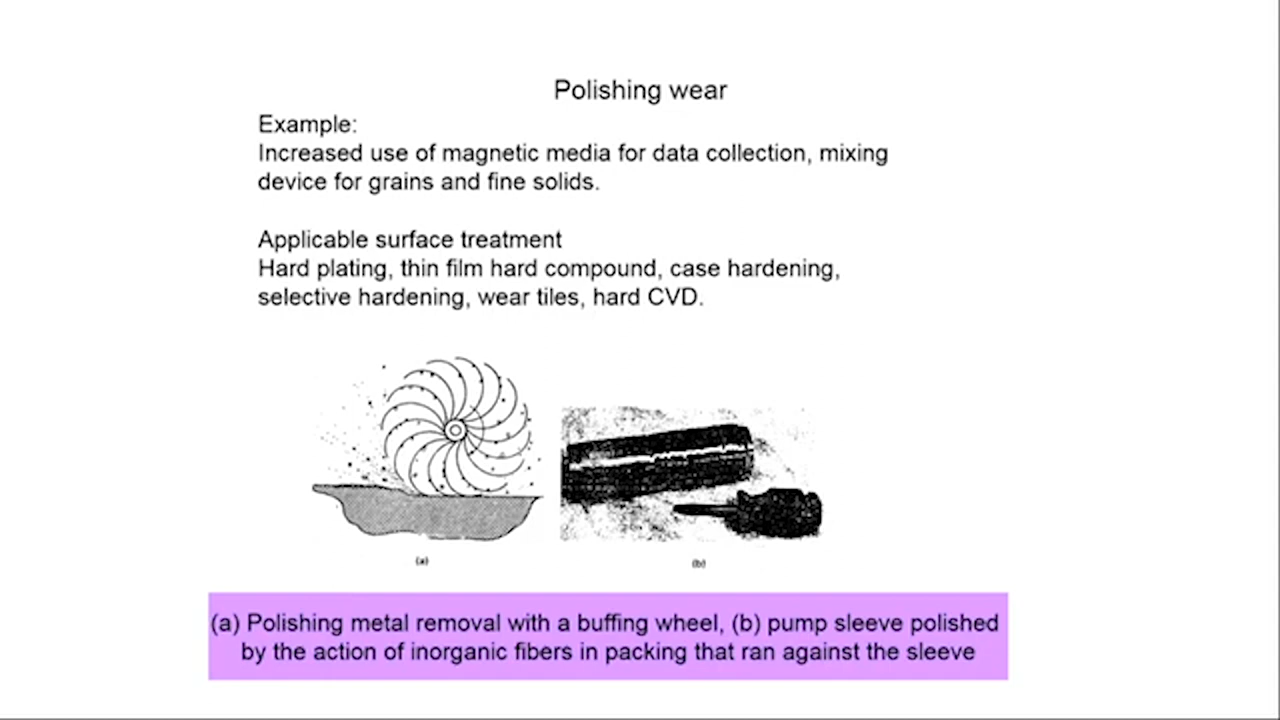 Polishing wear
Example:
Increased use of magnetic media for data collection, mixing
device for grains and fine solids.
Applicable surface treatment
Hard plating, thin film hard compound, case hardening,
selective hardening, wear tiles, hard CVD.
(a)
(b)
(a) Polishing metal removal with a buffing wheel, (b) pump sleeve polished
by the action of inorganic fibers in packing that ran against the sleeve